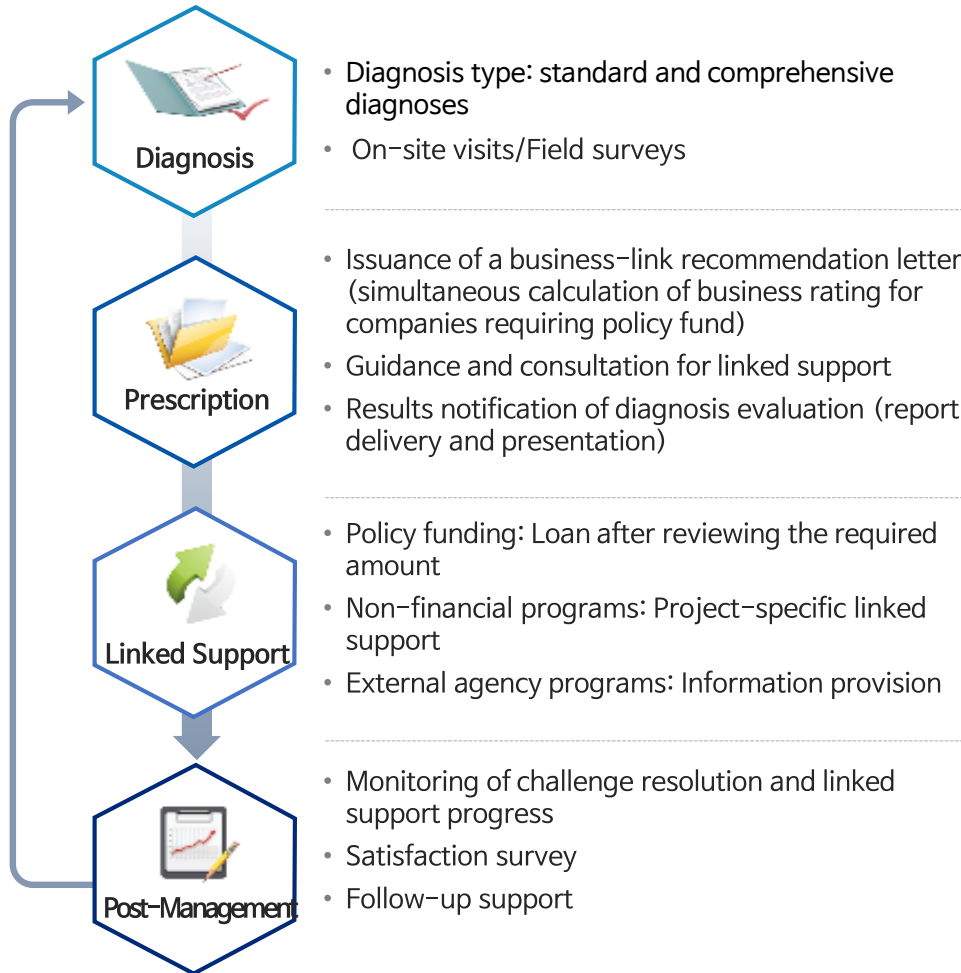 Diagnosis
• Diagnosis type: standard and comprehensive
diagnoses
• On-site visits/Field surveys
Prescription
• Issuance of a business-link recommendation letter
(simultaneous calculation of business rating for
companies requiring policy fund)
• Guidance and consultation for linked support
• Results notification of diagnosis evaluation (report
delivery and presentation)
Linked Support
• Policy funding: Loan after reviewing the required
amount
• Non-financial programs: Project-specific linked
support
• External agency programs: Information provision
Post-Management
• Monitoring of challenge resolution and linked
support progress
• Satisfaction survey
• Follow-up support